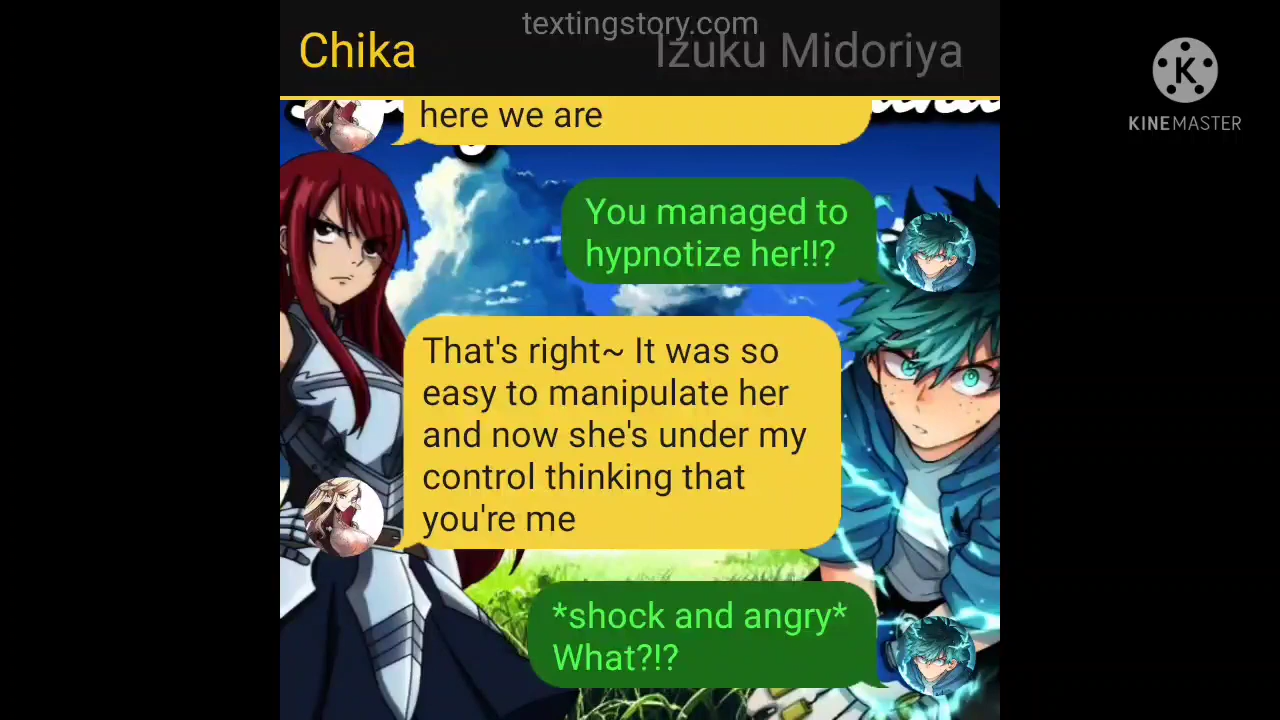 textingstory.com
Chika
Izuku Midoriya
KINEMASTER
here we are
You managed to
hypnotize her!!?
That's right~ It was so
easy to manipulate her
and now she's under my
control thinking that
you're me
*shock and angry*
What?!?